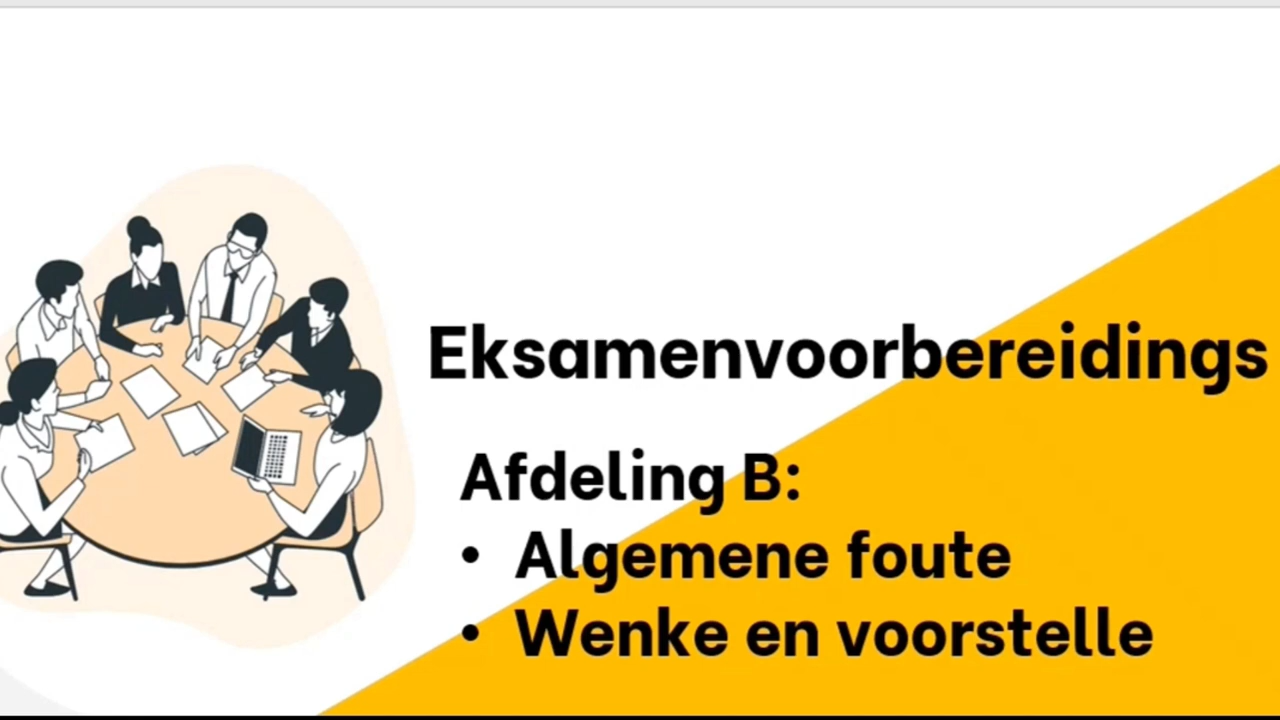 Eksamenvoorbereidings
Afdeling B:
• Algemene foute
• Wenke en voorstelle